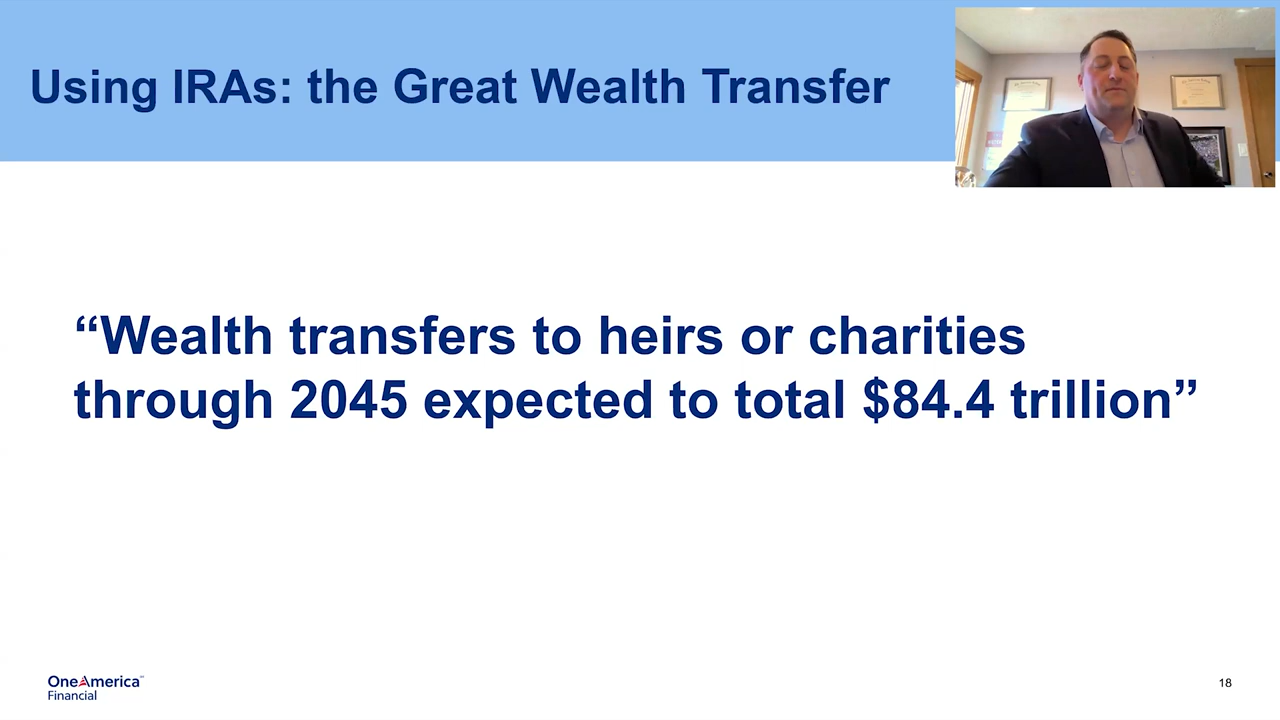 Using IRAs: the Great Wealth Transfer
“Wealth transfers to heirs or charities
through 2045 expected to total $84.4 trillion”
OneAmerica
Financial
18